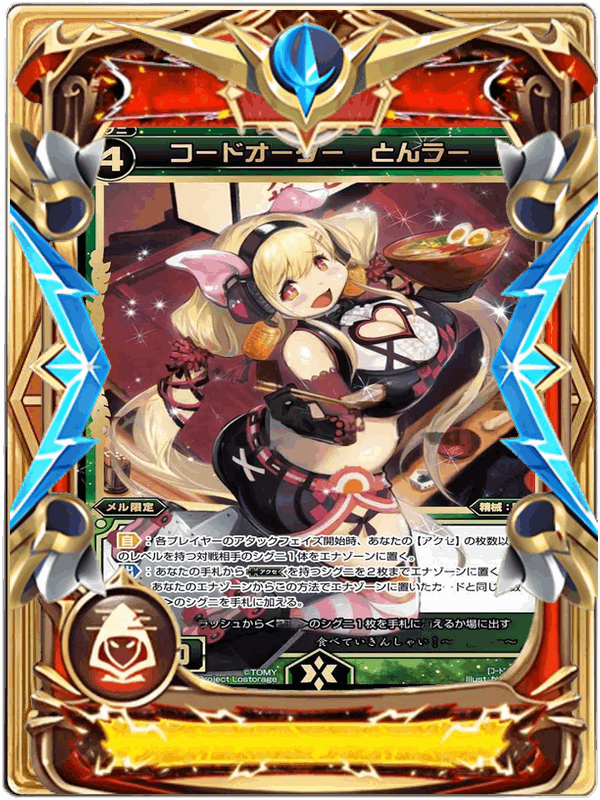 4
コードオーダー とんラー
メル限定
精械:
自:各プレイヤーのアタックフェイズ開始時、あなたの【アクセ】の枚数以
のレベルを持つ対戦相手のシグニ1体をエナゾーンに置く。
:あなたの手札から アクセ を持つシグニを2枚までエナゾーンに置く
あなたのエナゾーンからこの方法でエナゾーンに置いたカ ドと同じ 数
>のシグニを手札に加える。
ラッシュから< >のシグニ1枚を手札に えるか場に出す
食べていきんしゃい!～ ～
©TOMY
roject Lostorage
Illust.